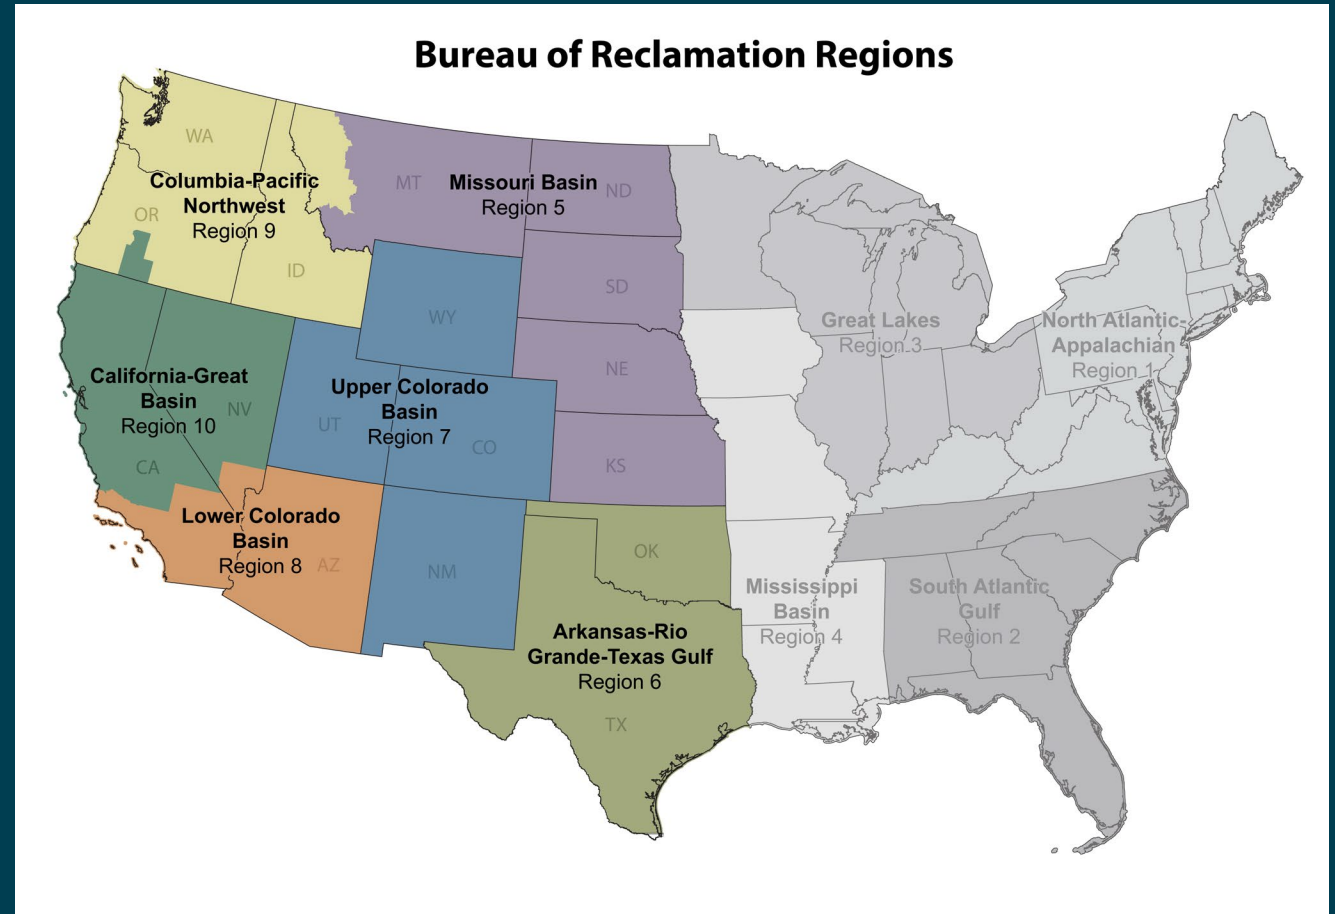 Bureau of Reclamation Regions
WA
Columbia-Pacific
Northwest
Region 9
OR
ID
MT
Missouri Basin
Region 5
ND
SD
NE
KS
WY
Upper Colorado
Basin
Region 7
UT
CO
NM
California-Great
Basin
Region 10
NV
CA
Lower Colorado
Basin
Region 8
AZ
OK
Arkansas-Rio
Grande-Texas Gulf
Region 6
TX
Great Lakes
Region 3
North Atlantic-
Appalachian
Region 1
Mississippi
Basin
Region 4
South Atlantic
Gulf
Region 2